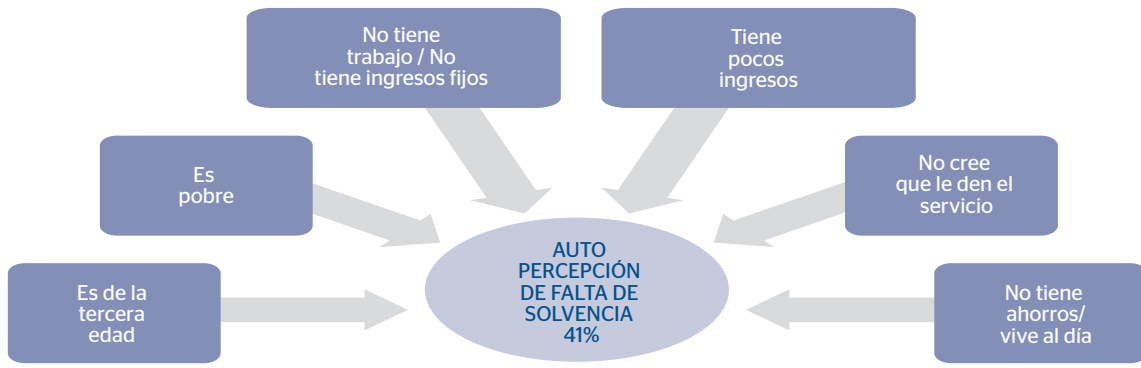 No tiene
trabajo / No
tiene ingresos fijos
Tiene
pocos
ingresos
Es
pobre
No cree
que le den el
servicio
Es de la
tercera
edad
AUTO
PERCEPCIÓN
DE FALTA DE
SOLVENCIA
41%
No tiene
ahorros/
vive al día